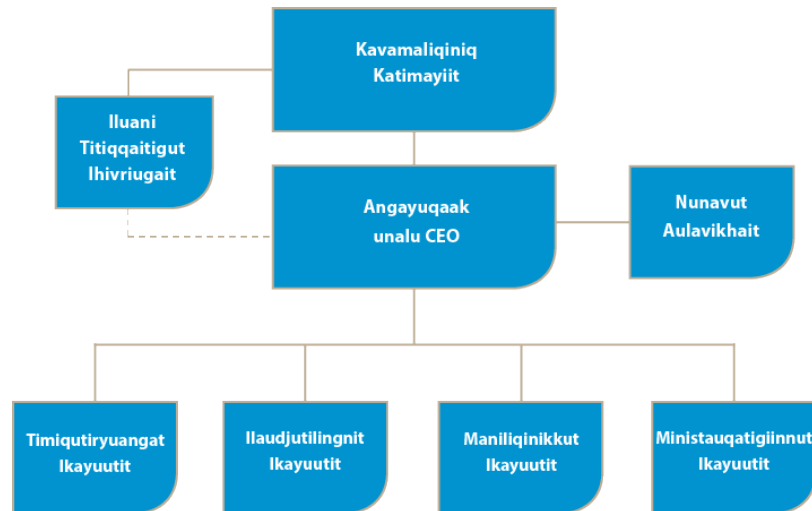 Kavamaliqiniq
Katimayiit
Iluani
Titiqqaitigut
Ihivriugait
Angayuqaak
unalu CEO
Nunavut
Aulavikhait
Timiqutiryuangat
Ikayuutit
Ilaudjutilingnit
Ikayuutit
Maniliqinikkut
Ikayuutit
Ministauqatigiinnut
Ikayuutit